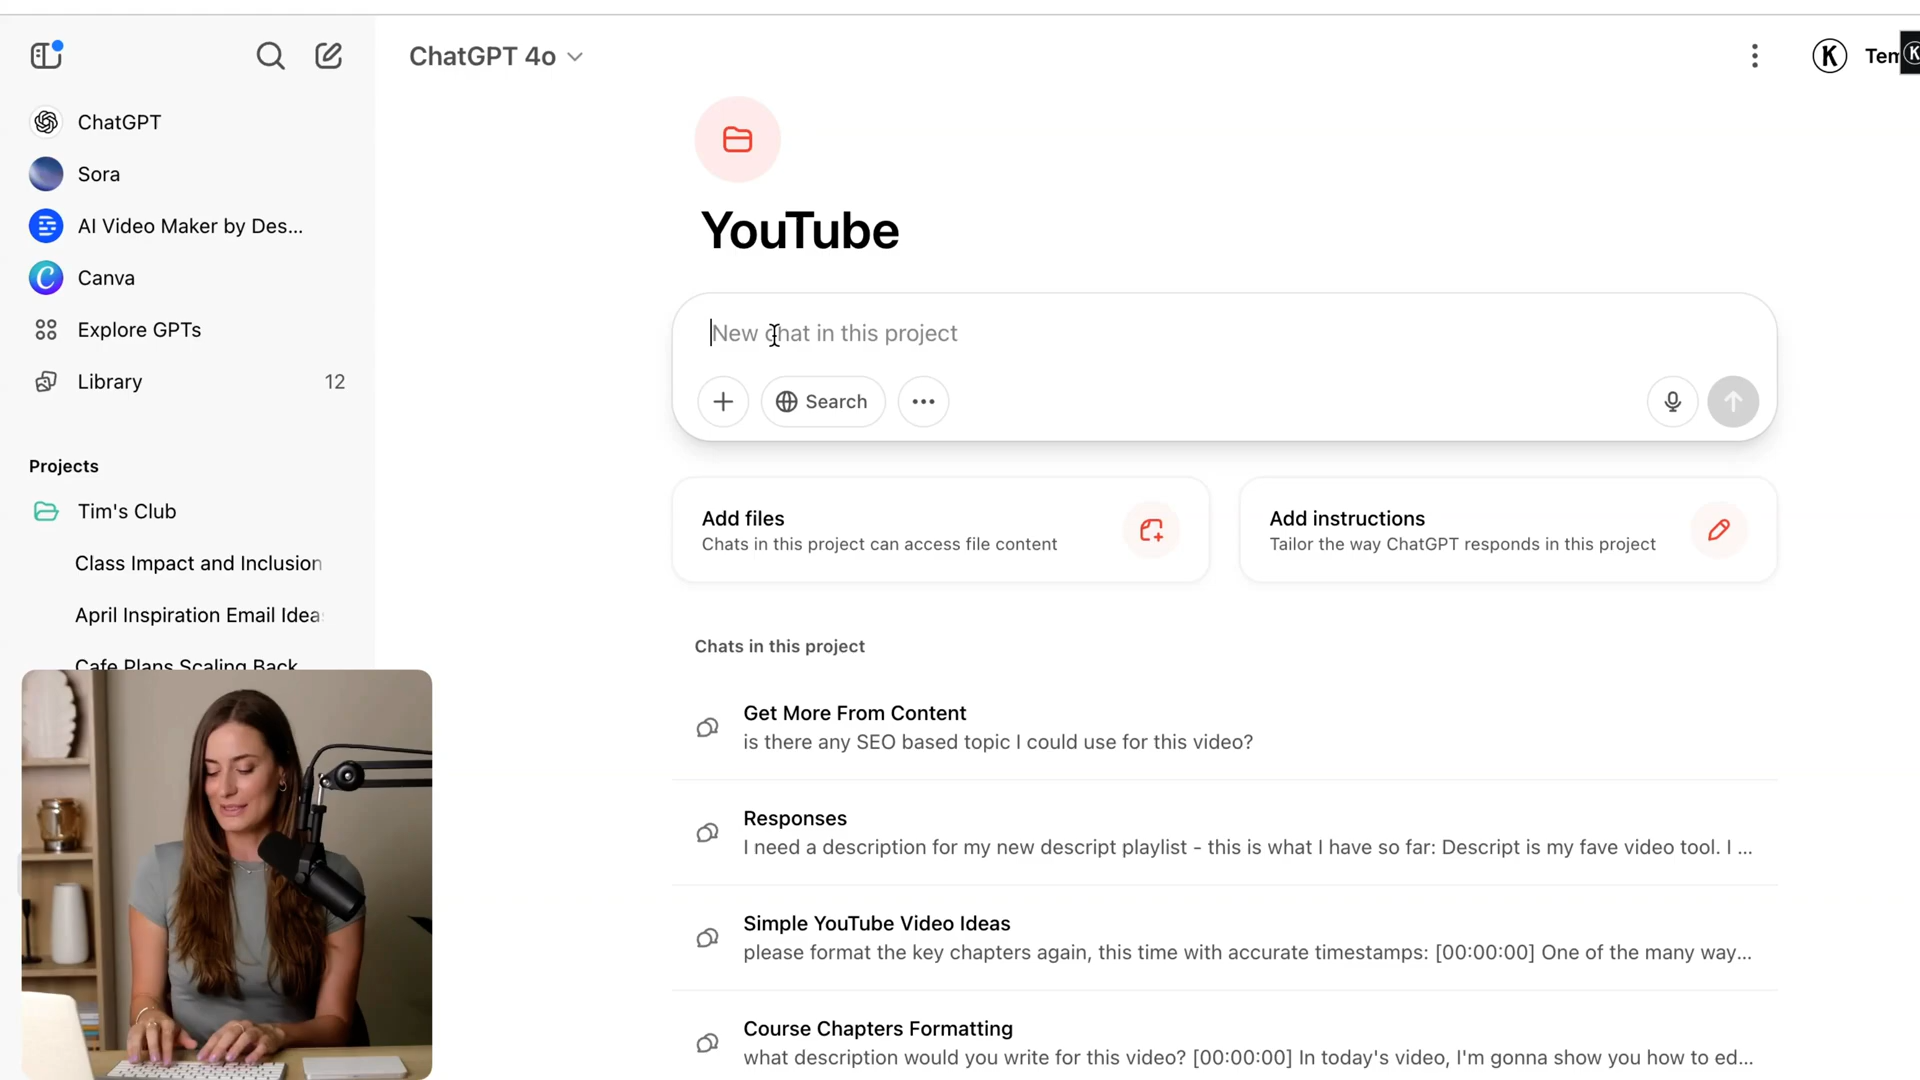 ChatGPT 4o
ChatGPT
Sora
AI Video Maker by Des...
Canva
Explore GPTs
Library 12
Projects
Tim's Club
Class Impact and Inclusion
April Inspiration Email Idea
Cafe Plans Scaling Back
K
YouTube
New chat in this project
Search
Add files
Chats in this project can access file content
Add instructions
Tailor the way ChatGPT responds in this project
Chats in this project
Get More From Content
is there any SEO based topic I could use for this video?
Responses
I need a description for my new descript playlist - this is what I have so far: Descript is my fave video tool. I ...
Simple YouTube Video Ideas
please format the key chapters again, this time with accurate timestamps: [00:00:00] One of the many way...
Course Chapters Formatting
what description would you write for this video? [00:00:00] In today's video, I'm gonna show you how to ed...